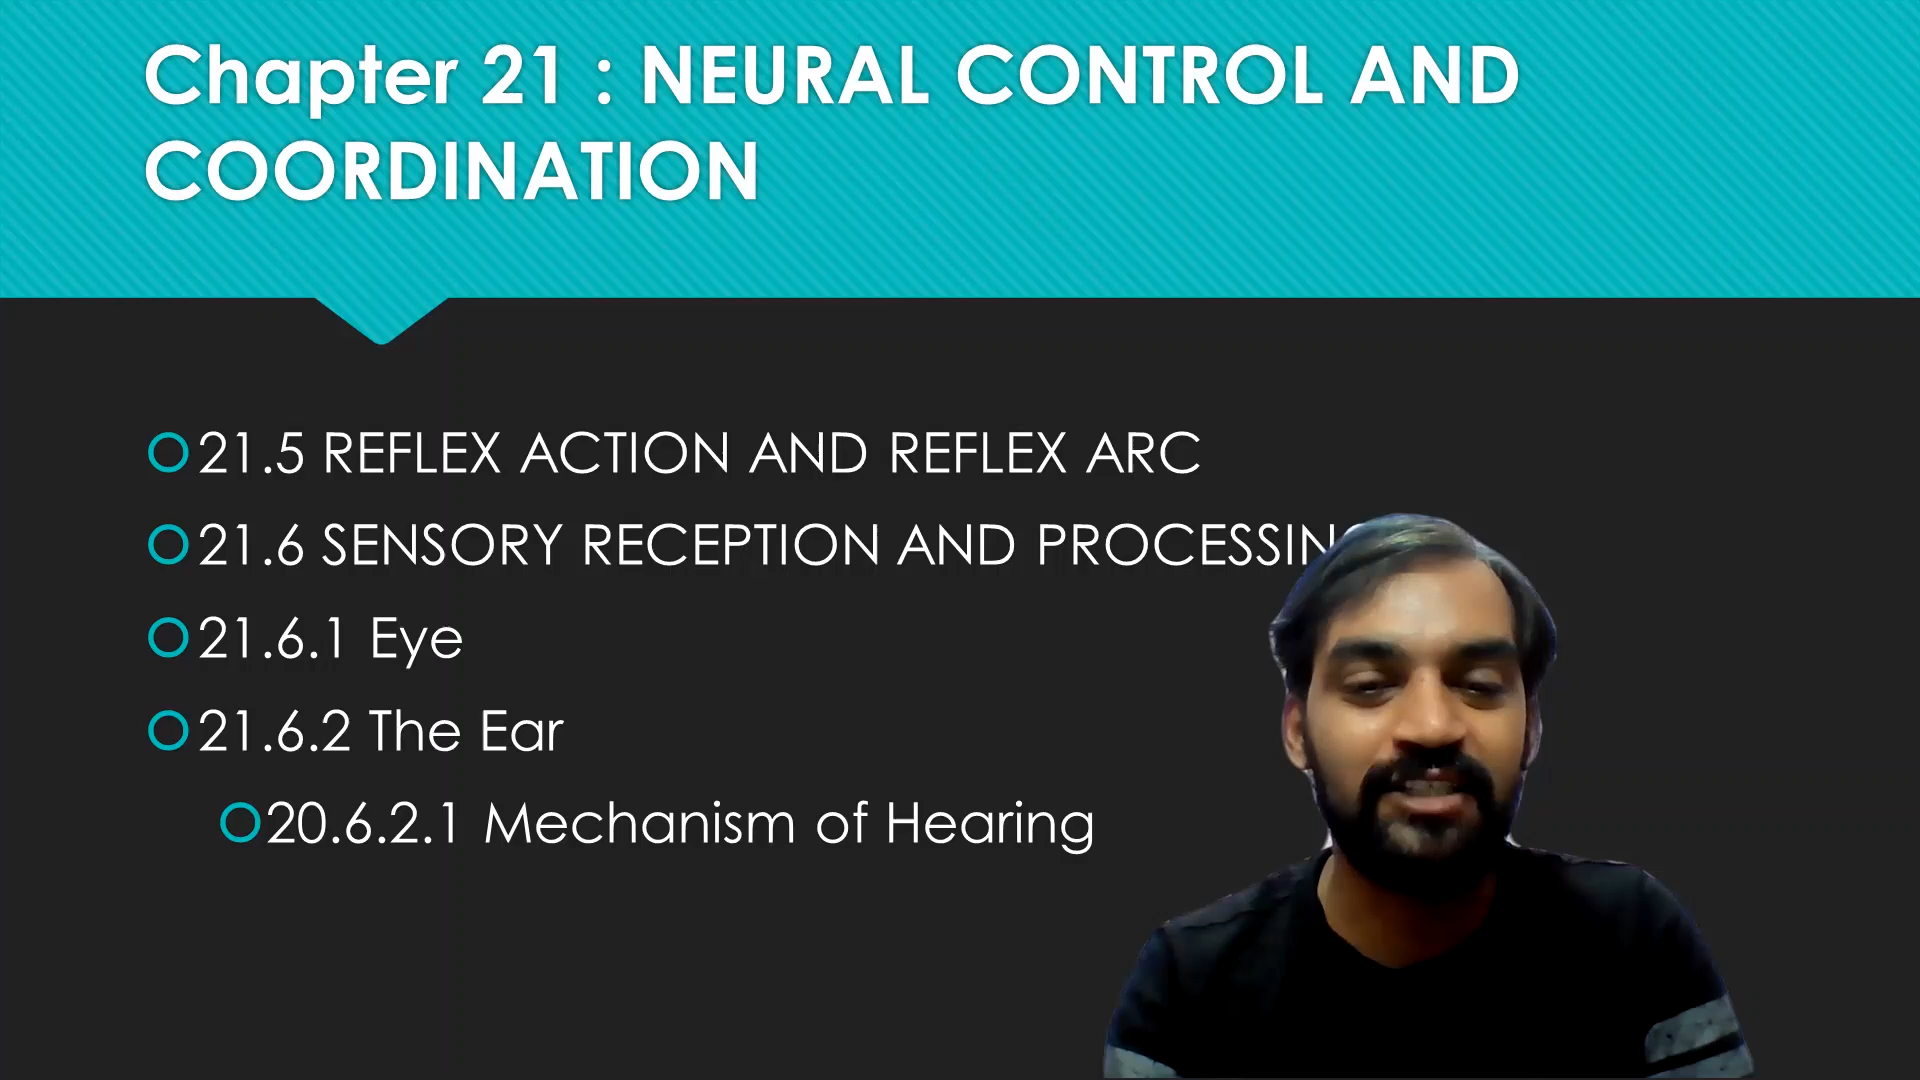 Chapter 21 : NEURAL CONTROL AND
COORDINATION
21.5 REFLEX ACTION AND REFLEX ARC
21.6 SENSORY RECEPTION AND
21.6.1 Eye
21.6.2 The Ear
20.6.2.1 Mechanism of Hearing